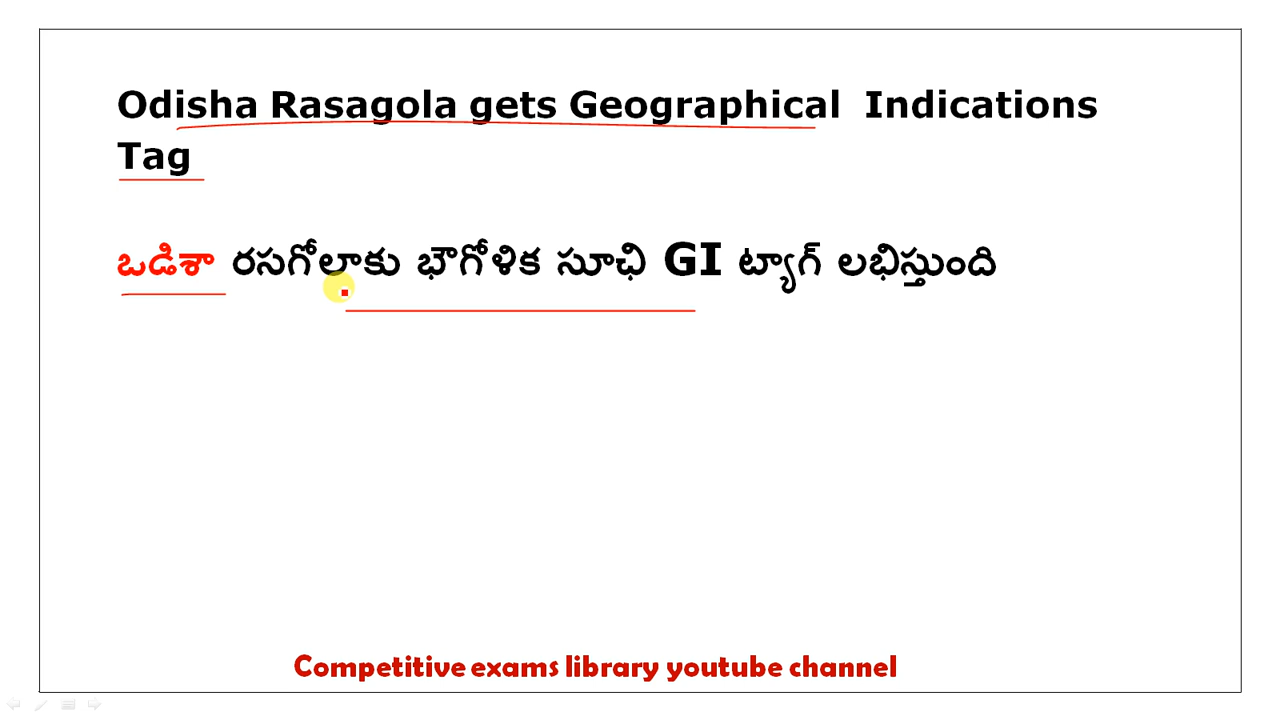 Odisha Rasagola gets Geographical Indications
Tag
ఒడిశా రసగోలాకు భౌగోళిక సూచి GI ట్యాగ్ లభిస్తుంది
Competitive exams library youtube channel